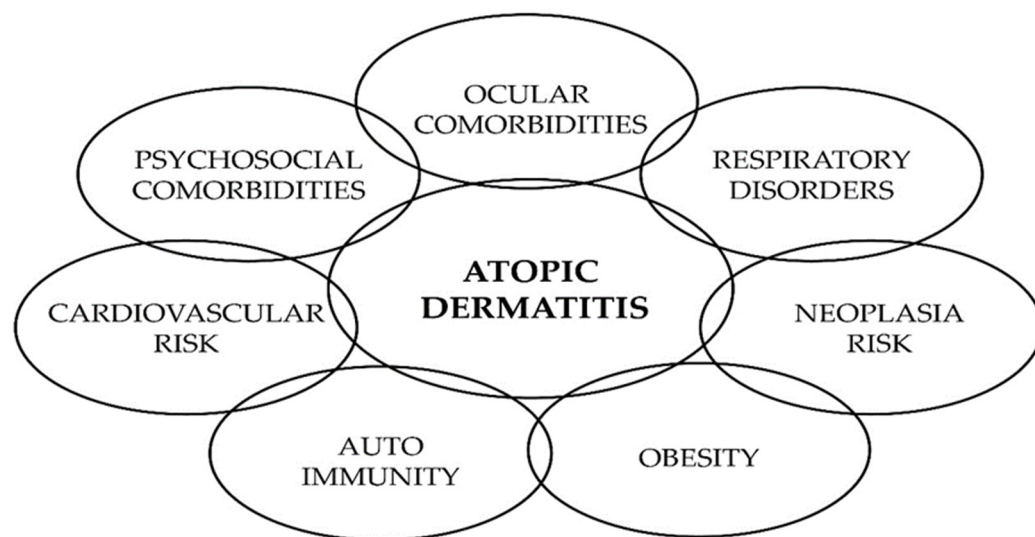 OCULAR
COMORBIDITIES
PSYCHOSOCIAL
COMORBIDITIES
RESPIRATORY
DISORDERS
ATOPIC
DERMATITIS
CARDIOVASCULAR
RISK
NEOPLASIA
RISK
AUTO
IMMUNITY
OBESITY